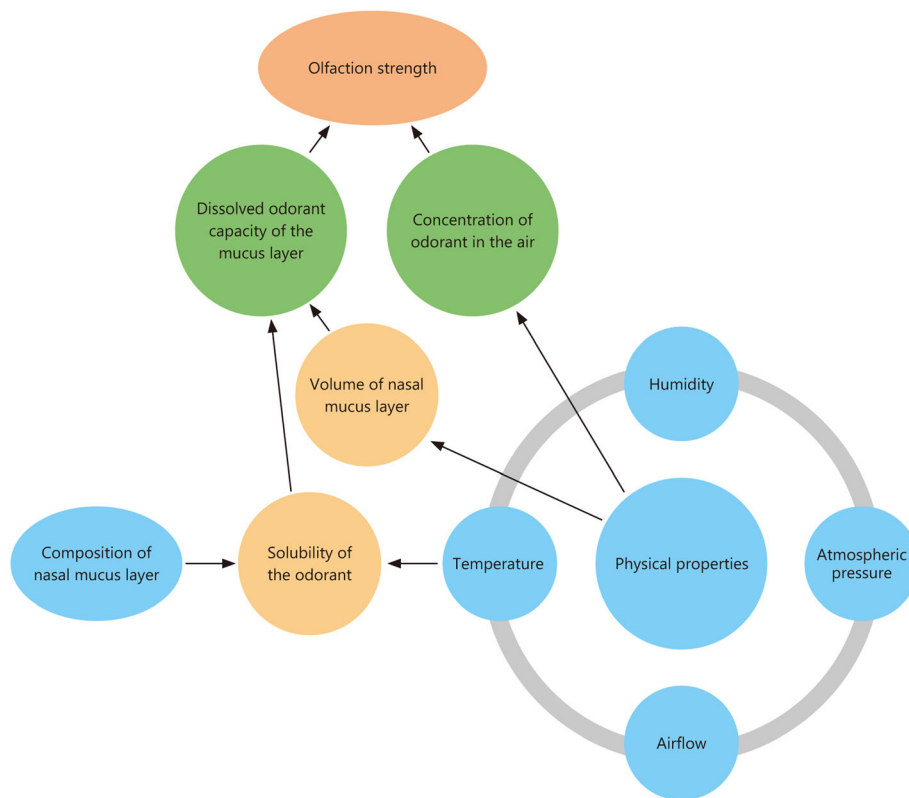 Olfaction strength
Dissolved odorant
capacity of the
mucus layer
Concentration of
odorant in the air
Volume of nasal
mucus layer
Humidity
Composition of
nasal mucus layer
Solubility of
the odorant
Temperature
Physical properties
Atmospheric
pressure
Airflow